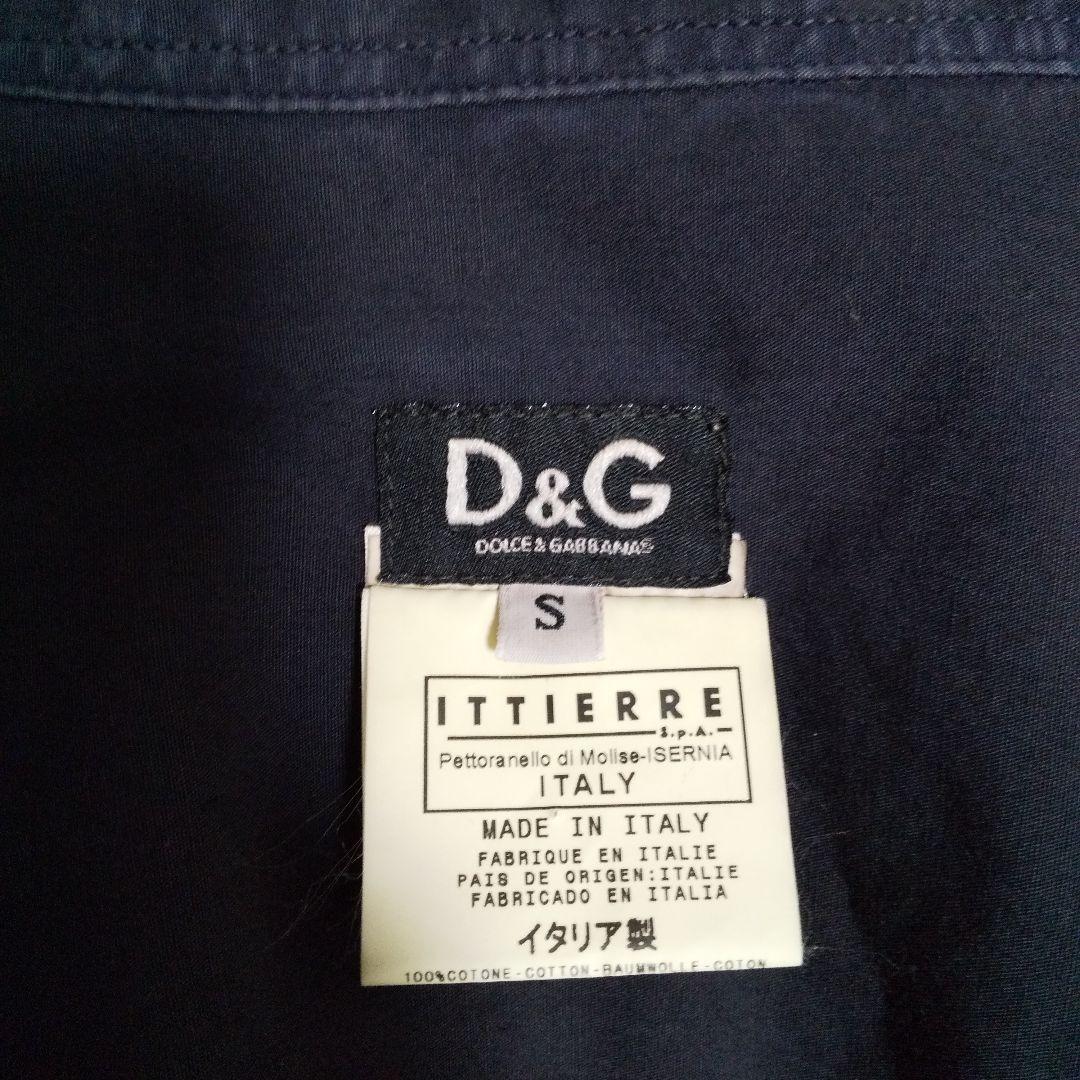 D&G
DOLCE & GABBANAS
S
ITTIERRE
S.p.A.
Pettoranello di Molise-ISERNIA
ITALY
MADE IN ITALY
FABRIQUE EN ITALIE
PAIS DE ORIGEN:ITALIE
FABRICADO EN ITALIA
イタリア製
100%COTONE-COTTON-BAUMWOLLE-COTON